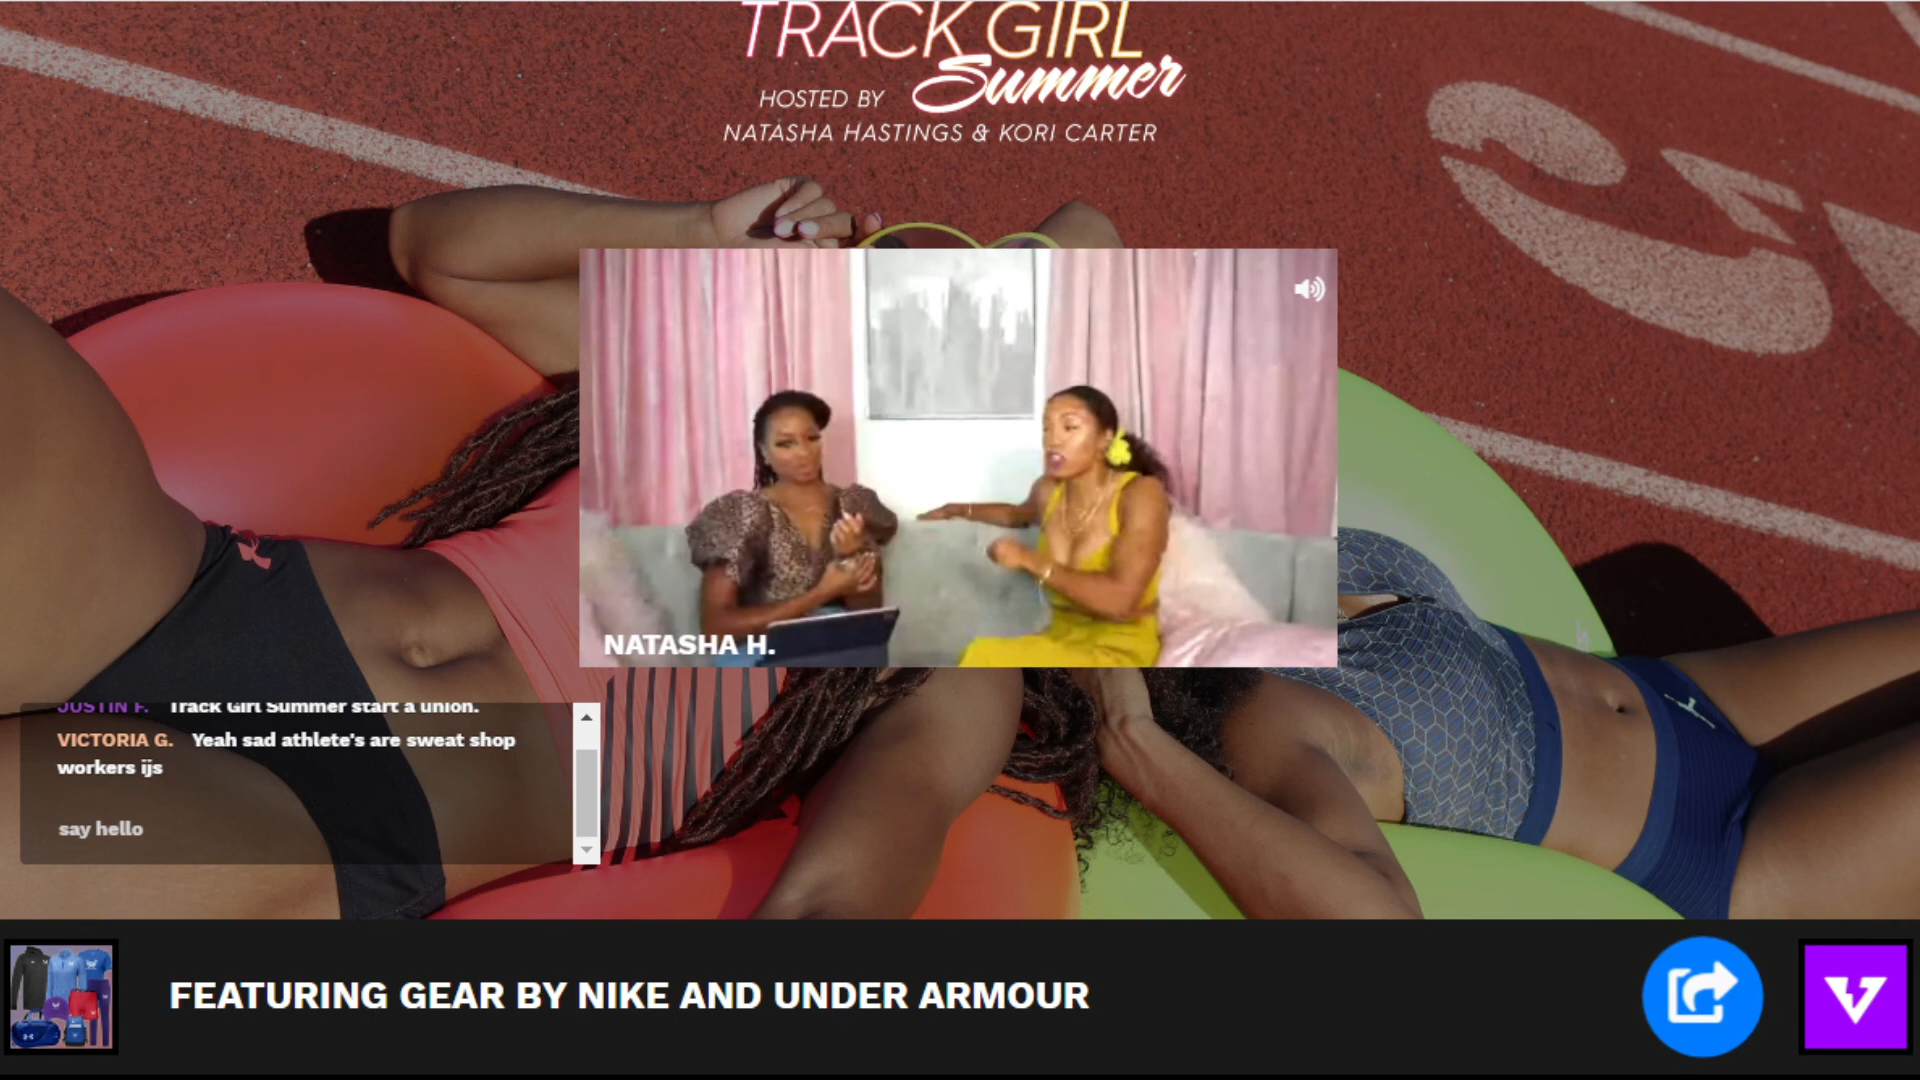 TRACK GIRL
Summer
HOSTED BY
NATASHA HASTINGS & KORI CARTER
NATASHA H.
JUSTIN F. Track Girl Summer start a union.
VICTORIA G. Yeah sad athlete's are sweat shop
workers ijs
say hello
FEATURING GEAR BY NIKE AND UNDER ARMOUR